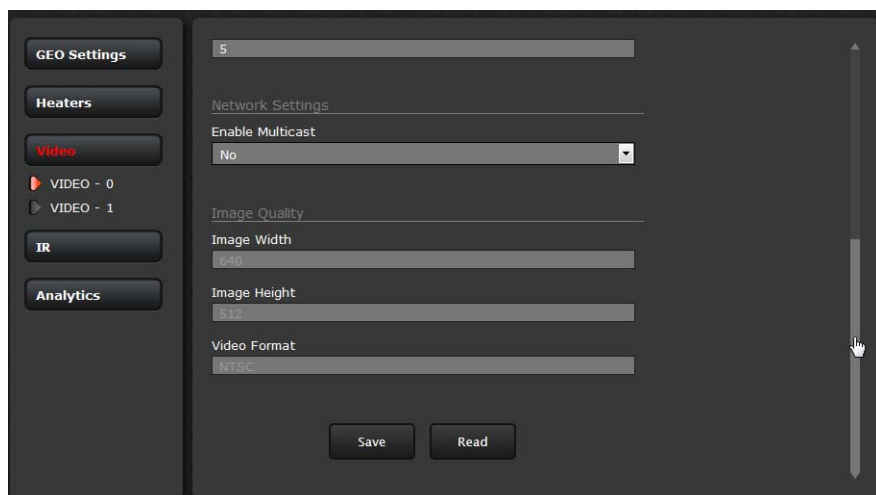 GEO Settings
Heaters
Video
VIDEO - 0
VIDEO - 1
IR
Analytics
5
Network Settings
Enable Multicast
No
Image Quality
Image Width
640
Image Height
512
Video Format
NTSC
Save
Read